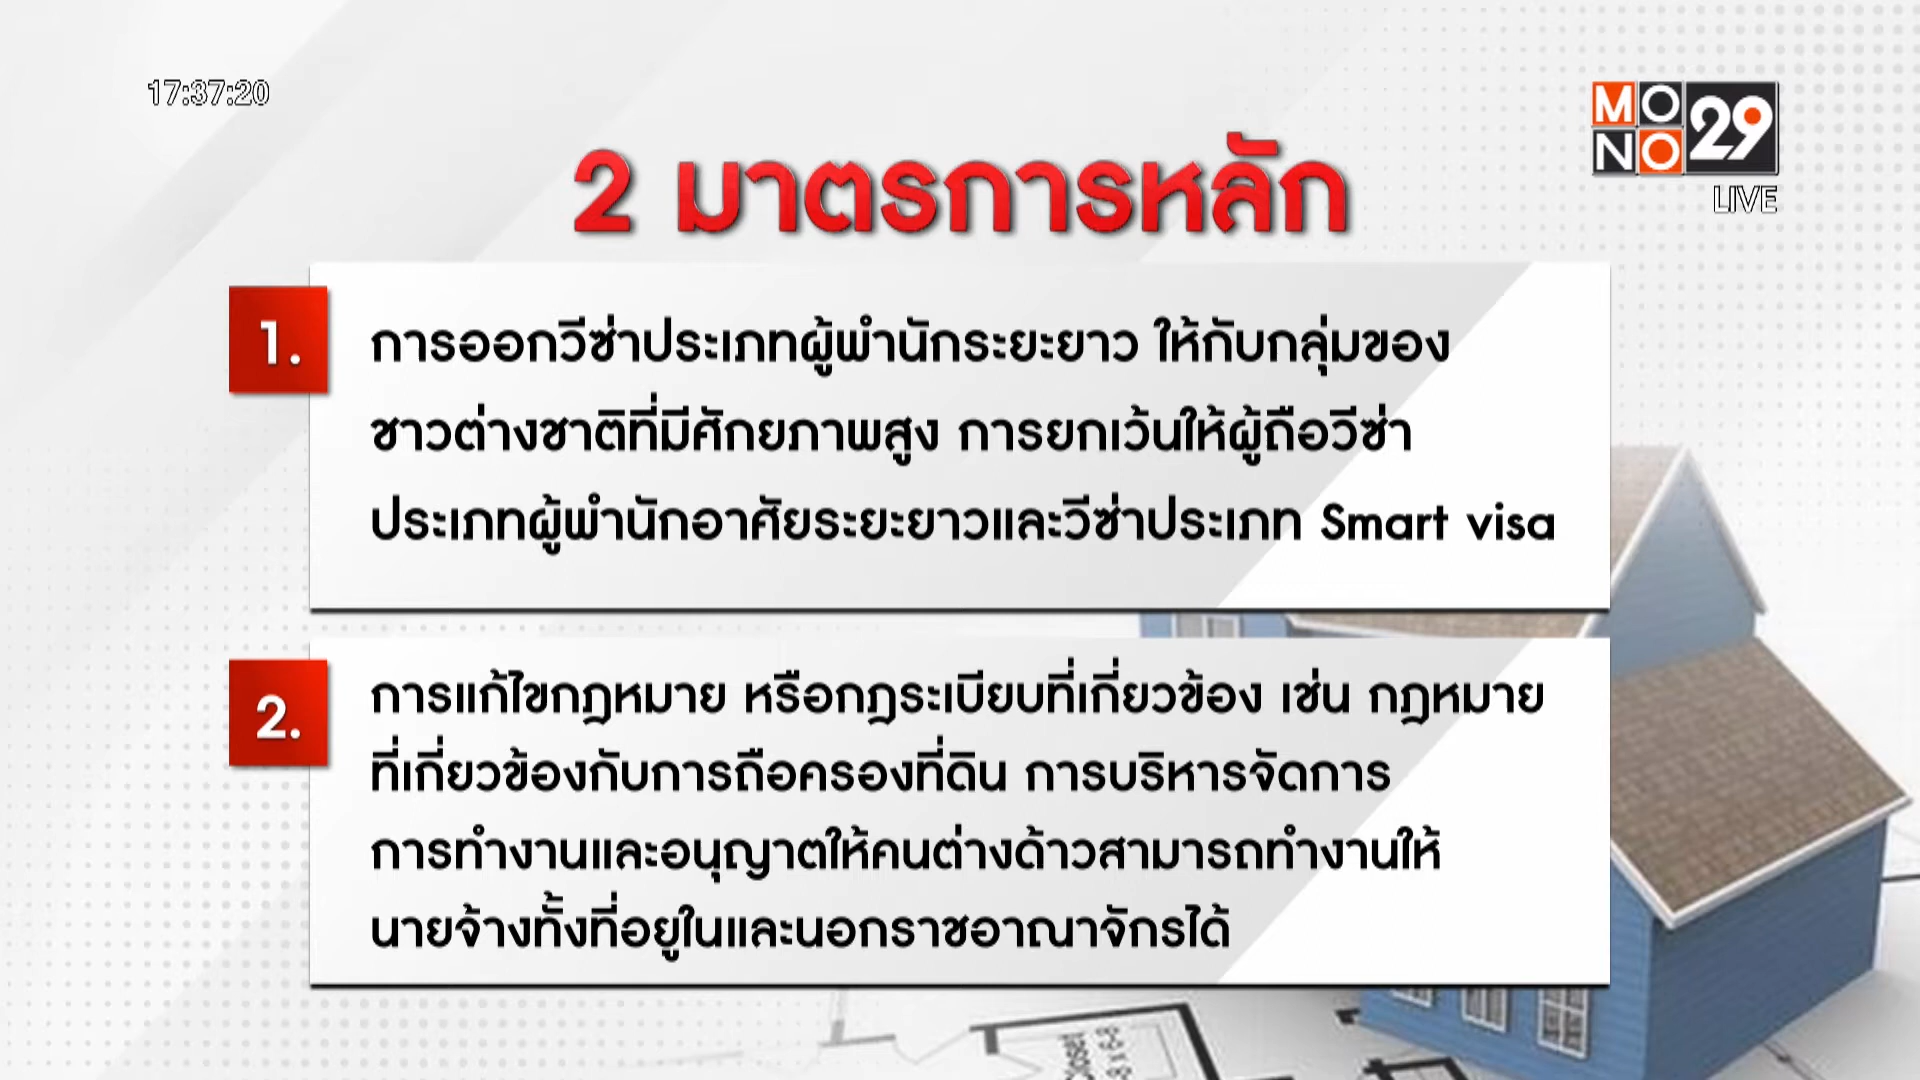 17:37:20
MONO 29
LIVE
2 มาตรการหลัก
1.
การออกวีซ่าประเภทผู้พำนักระยะยาว ให้กับกลุ่มของ
ชาวต่างชาติที่มีศักยภาพสูง การยกเว้นให้ผู้ถือวีซ่า
ประเภทผู้พำนักอาศัยระยะยาวและวีซ่าประเภท Smart visa
2.
การแก้ไขกฎหมาย หรือกฎระเบียบที่เกี่ยวข้อง เช่น กฎหมาย
ที่เกี่ยวข้องกับการถือครองที่ดิน การบริหารจัดการ
การทำงานและอนุญาตให้คนต่างด้าวสามารถทำงานให้
นายจ้างทั้งที่อยู่ในและนอกราชอาณาจักรได้